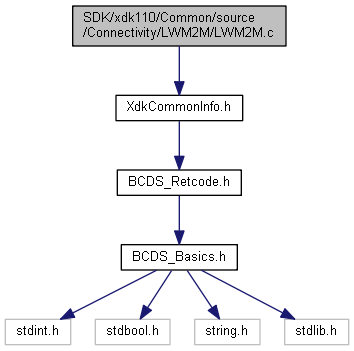 SDK/xdk110/Common/source
/Connectivity/LWM2M/LWM2M.c
XdkCommonInfo.h
BCDS_Retcode.h
BCDS_Basics.h
stdint.h
stdbool.h
string.h
stdlib.h